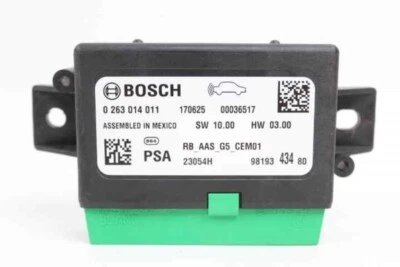 BOSCH
0 263 014 011 170625 00036517
ASSEMBLED IN MEXICO SW 10.00 HW 03.00
PSA RB_AAS_G5_CEM01
23054H 98193 434 80